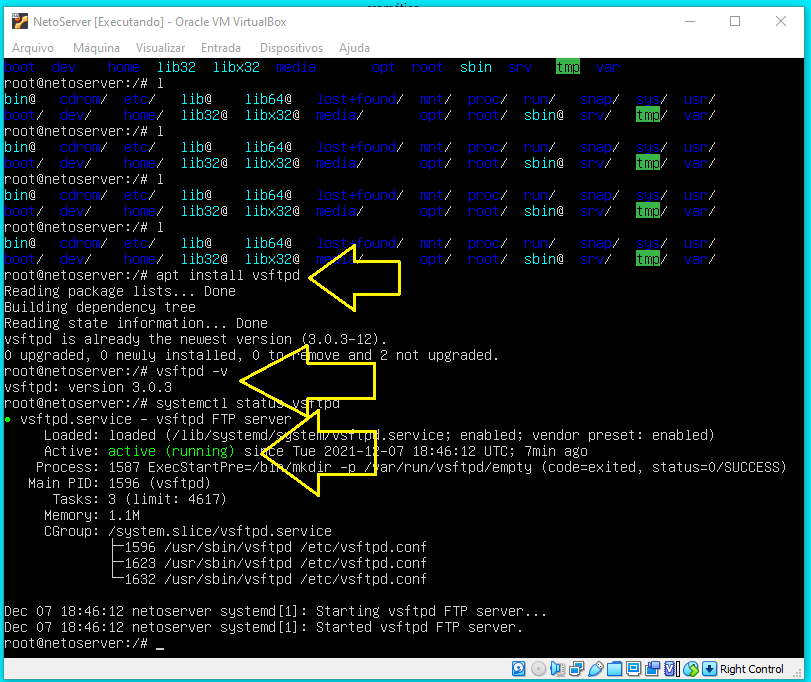 NetoServer [Executando] - Oracle VM VirtualBox
Arquivo Máquina Visualizar Entrada Dispositivos Ajuda
boot dev home lib32 libx32 media opt root sbin srv tmp var
root@netoserver:/# l
bin@ cdrom/ etc/ lib@ lib64@ lost+found/ mnt/ proc/ run/ snap/ sys/ usr/
boot/ dev/ home/ lib32@ libx32@ media/ opt/ root/ sbin@ srv/ tmp/ var/
root@netoserver:/# l
bin@ cdrom/ etc/ lib@ lib64@ lost+found/ mnt/ proc/ run/ snap/ sys/ usr/
boot/ dev/ home/ lib32@ libx32@ media/ opt/ root/ sbin@ srv/ tmp/ var/
root@netoserver:/# l
bin@ cdrom/ etc/ lib@ lib64@ lost+found/ mnt/ proc/ run/ snap/ sys/ usr/
boot/ dev/ home/ lib32@ libx32@ media/ opt/ root/ sbin@ srv/ tmp/ var/
root@netoserver:/# l
bin@ cdrom/ etc/ lib@ lib64@ lost+found/ mnt/ proc/ run/ snap/ sys/ usr/
boot/ dev/ home/ lib32@ libx32@ media/ opt/ root/ sbin@ srv/ tmp/ var/
root@netoserver:/# apt install vsftpd
Reading package lists... Done
Building dependency tree
Reading state information... Done
vsftpd is already the newest version (3.0.3-12).
0 upgraded, 0 newly installed, 0 to remove and 2 not upgraded.
root@netoserver:/# vsftpd -v
vsftpd: version 3.0.3
root@netoserver:/# systemctl status vsftpd
● vsftpd.service - vsftpd FTP server
Loaded: loaded (/lib/systemd/system/vsftpd.service; enabled; vendor preset: enabled)
Active: active (running) since Tue 2021-12-07 18:46:12 UTC; 7min ago
Process: 1587 ExecStartPre=/bin/mkdir -p /var/run/vsftpd/empty (code=exited, status=0/SUCCESS)
Main PID: 1596 (vsftpd)
Tasks: 3 (limit: 4617)
Memory: 1.1M
CGroup: /system.slice/vsftpd.service
├─1596 /usr/sbin/vsftpd /etc/vsftpd.conf
├─1623 /usr/sbin/vsftpd /etc/vsftpd.conf
└─1632 /usr/sbin/vsftpd /etc/vsftpd.conf
Dec 07 18:46:12 netoserver systemd[1]: Starting vsftpd FTP server...
Dec 07 18:46:12 netoserver systemd[1]: Started vsftpd FTP server.
root@netoserver:/# _
Right Control